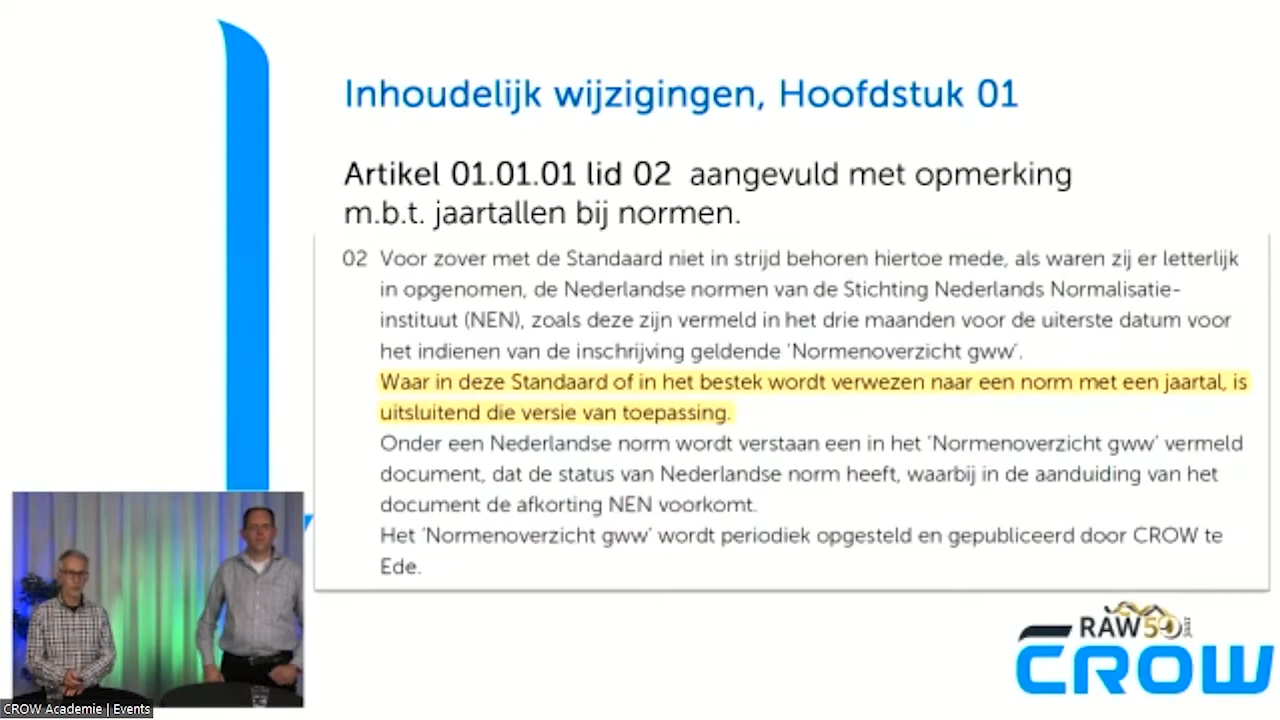 Inhoudelijk wijzigingen, Hoofdstuk 01
Artikel 01.01.01 lid 02 aangevuld met opmerking
m.b.t. jaartallen bij normen.
02 Voor zover met de Standaard niet in strijd behoren hiertoe mede, als waren zij er letterlijk
in opgenomen, de Nederlandse normen van de Stichting Nederlands Normalisatie-
instituut (NEN), zoals deze zijn vermeld in het drie maanden voor de uiterste datum voor
het indienen van de inschrijving geldende ‘Normenoverzicht gww’.
Waar in deze Standaard of in het bestek wordt verwezen naar een norm met een jaartal, is
uitsluitend die versie van toepassing.
Onder een Nederlandse norm wordt verstaan een in het ‘Normenoverzicht gww’ vermeld
document, dat de status van Nederlandse norm heeft, waarbij in de aanduiding van het
document de afkorting NEN voorkomt.
Het ‘Normenoverzicht gww’ wordt periodiek opgesteld en gepubliceerd door CROW te
Ede.
RAW 50 jaar
CROW
CROW Academie | Events